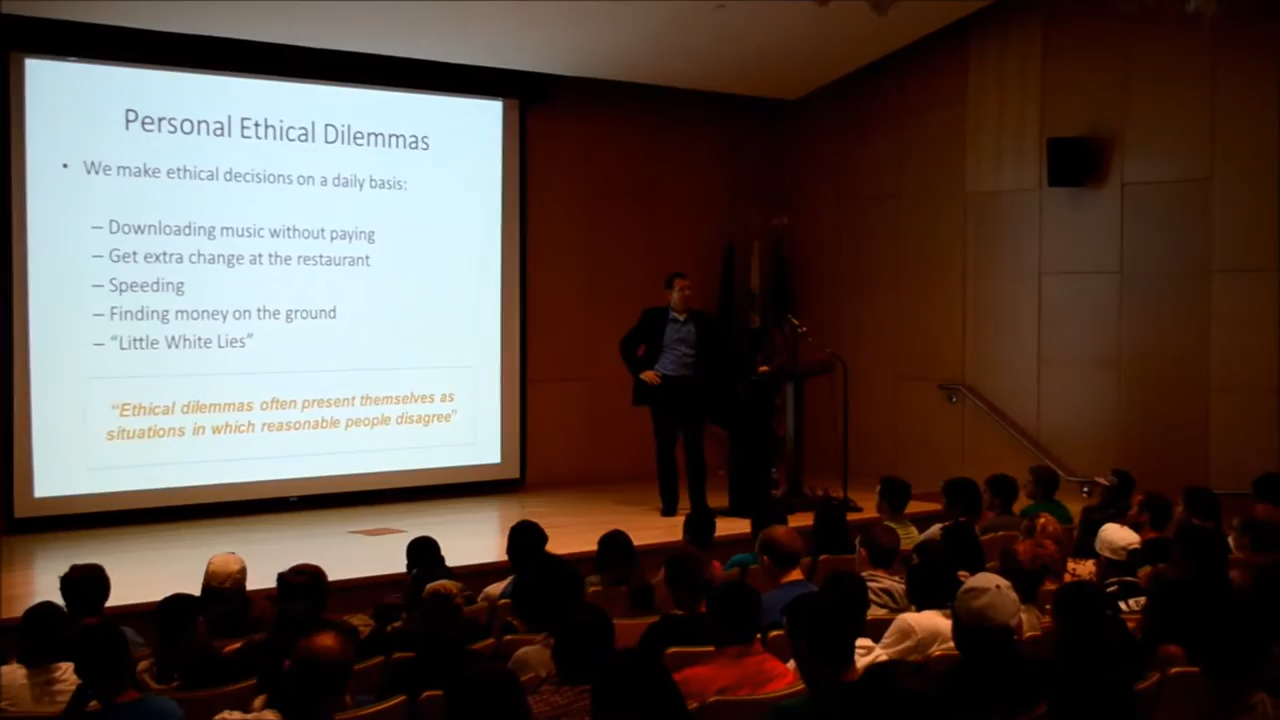 Personal Ethical Dilemmas
• We make ethical decisions on a daily basis:
– Downloading music without paying
– Get extra change at the restaurant
– Speeding
– Finding money on the ground
– “Little White Lies”
“Ethical dilemmas often present themselves as
situations in which reasonable people disagree”